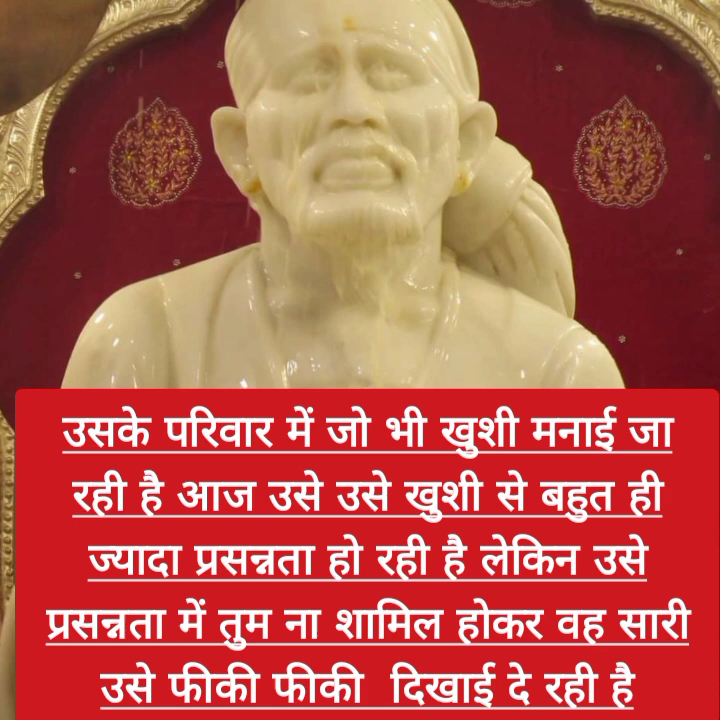 उसके परिवार में जो भी खुशी मनाई जा
रही है आज उसे उसे खुशी से बहुत ही
ज्यादा प्रसन्नता हो रही है लेकिन उसे
प्रसन्नता में तुम ना शामिल होकर वह सारी
उसे फीकी फीकी दिखाई दे रही है